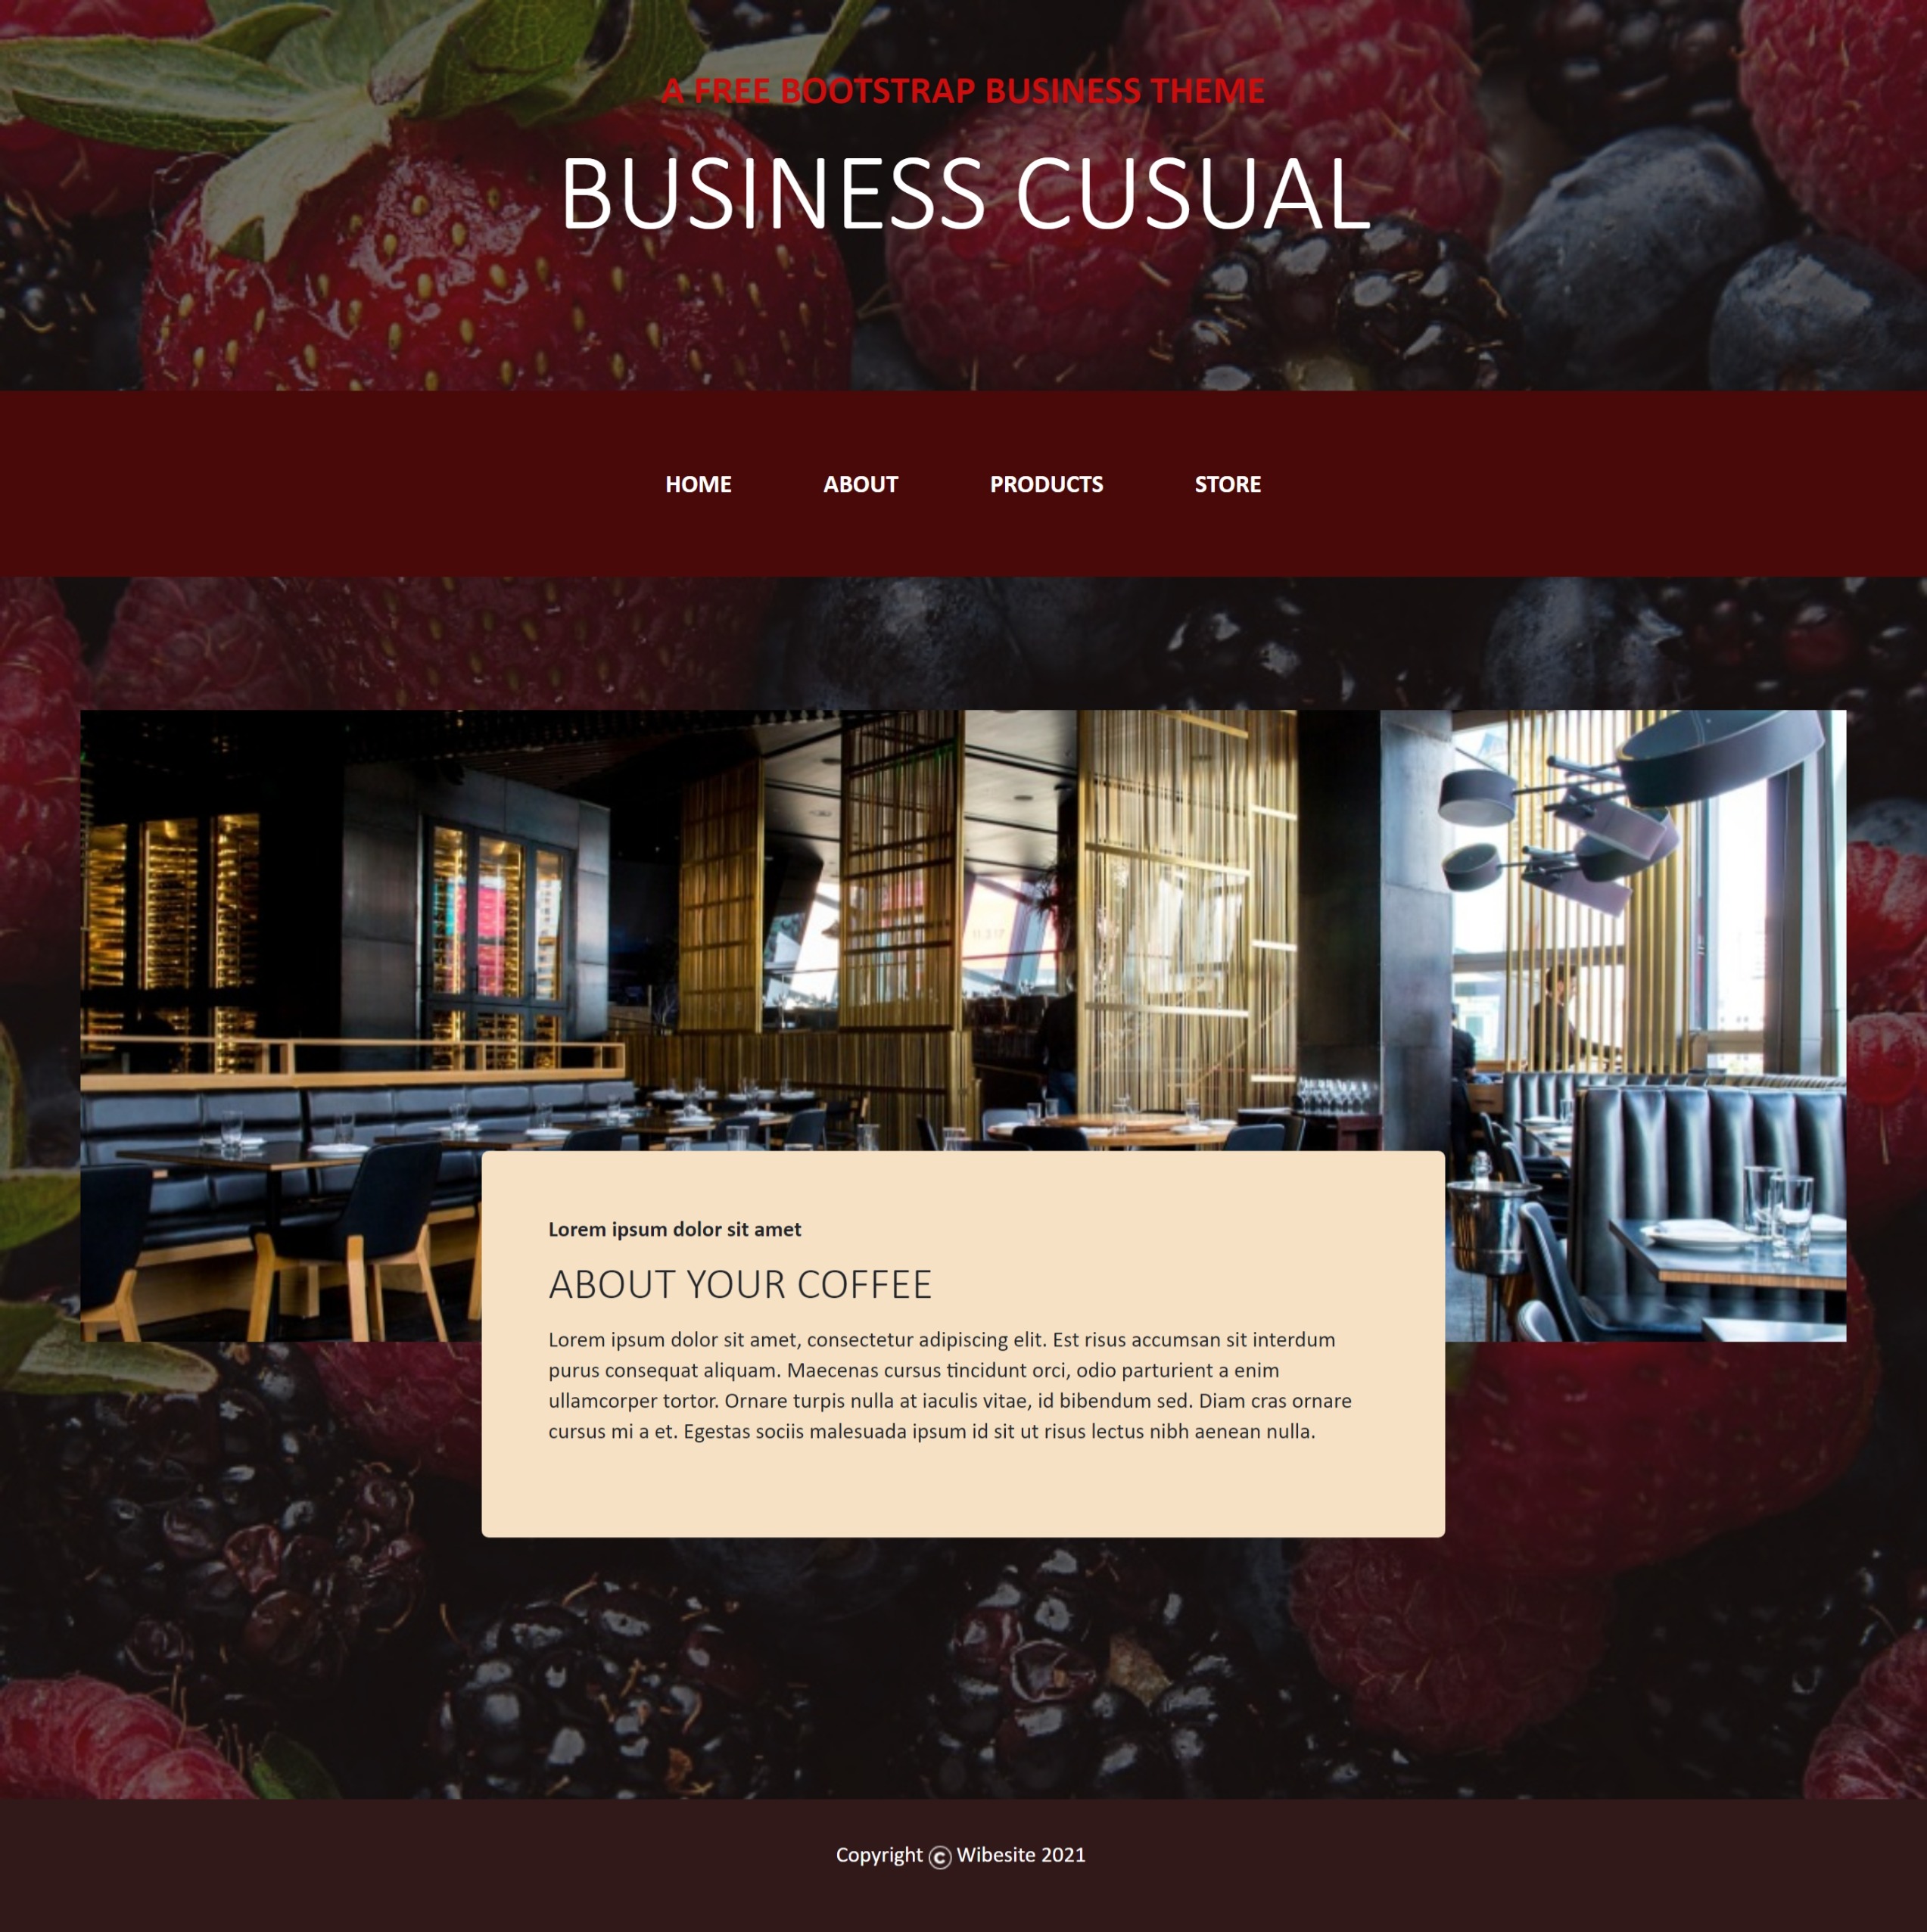 A FREE BOOTSTRAP BUSINESS THEME
BUSINESS CUSUAL
HOME ABOUT PRODUCTS STORE
Lorem ipsum dolor sit amet
ABOUT YOUR COFFEE
Lorem ipsum dolor sit amet, consectetur adipiscing elit. Est risus accumsan sit interdum
purus consequat aliquam. Maecenas cursus tincidunt orci, odio parturient a enim
ullamcorper tortor. Ornare turpis nulla at iaculis vitae, id bibendum sed. Diam cras ornare
cursus mi a et. Egestas sociis malesuada ipsum id sit ut risus lectus nibh aenean nulla.
Copyright © Wibesite 2021